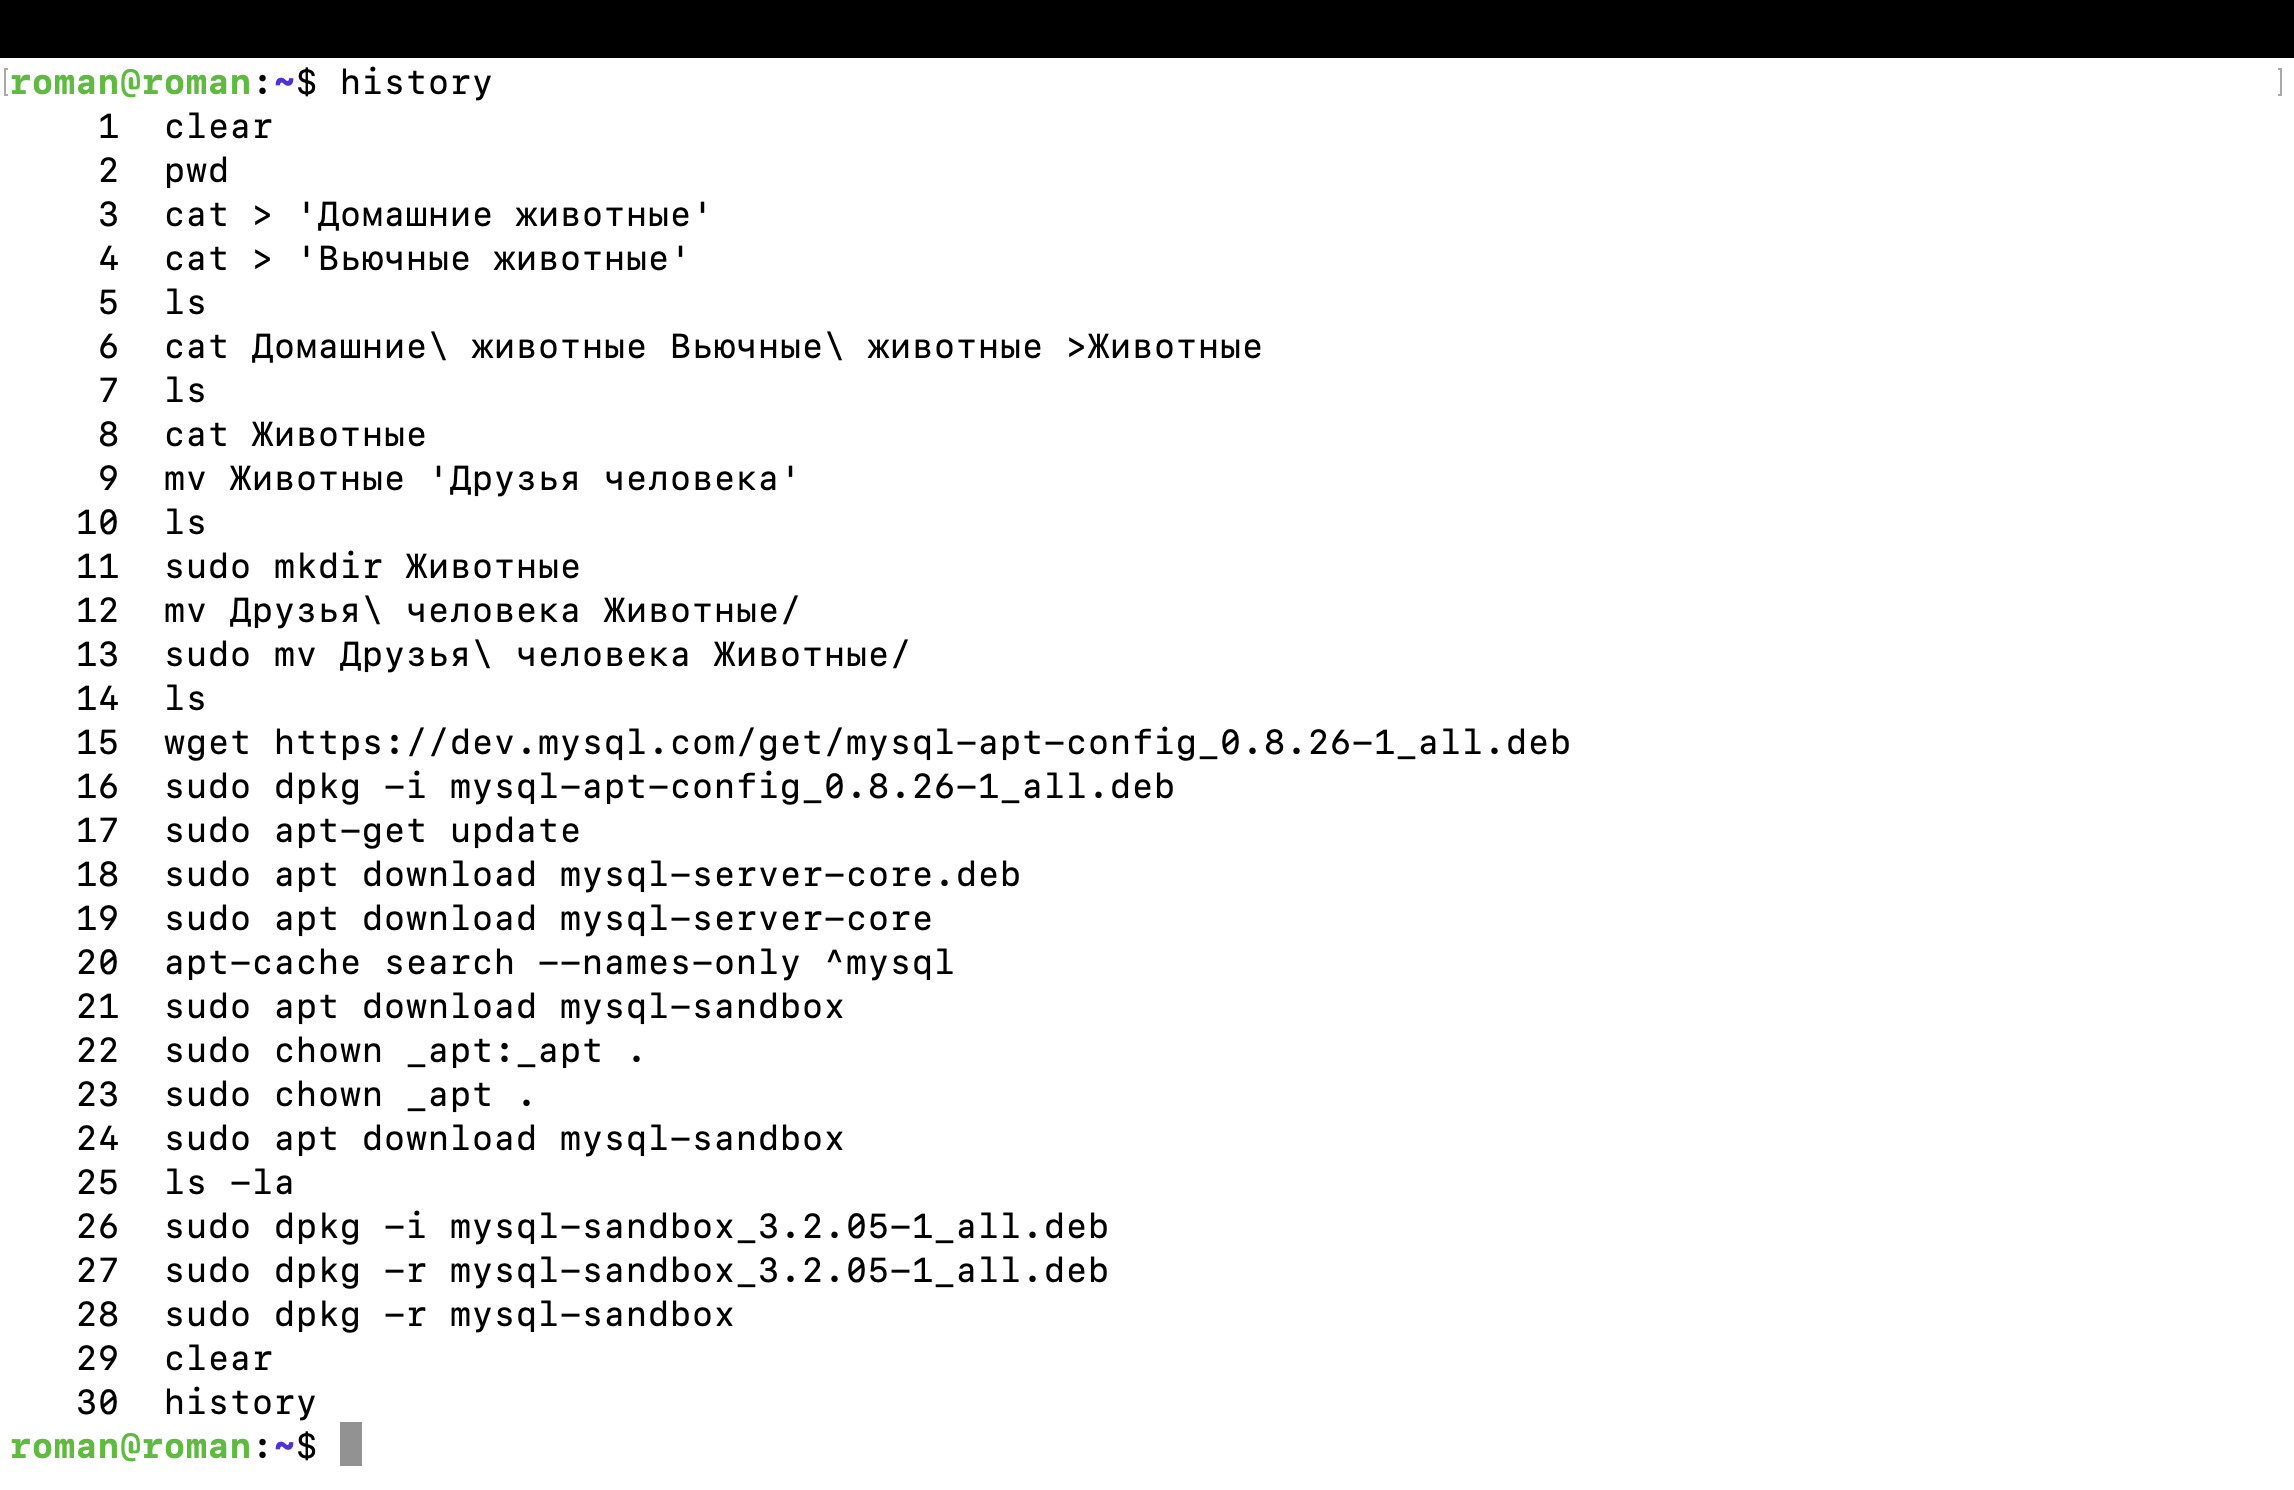 roman@roman:~$ history
1 clear
2 pwd
3 cat > 'Домашние животные'
4 cat > 'Вьючные животные'
5 ls
6 cat Домашние\ животные Вьючные\ животные >Животные
7 ls
8 cat Животные
9 mv Животные 'Друзья человека'
10 ls
11 sudo mkdir Животные
12 mv Друзья\ человека Животные/
13 sudo mv Друзья\ человека Животные/
14 ls
15 wget https://dev.mysql.com/get/mysql-apt-config_0.8.26-1_all.deb
16 sudo dpkg -i mysql-apt-config_0.8.26-1_all.deb
17 sudo apt-get update
18 sudo apt download mysql-server-core.deb
19 sudo apt download mysql-server-core
20 apt-cache search --names-only ^mysql
21 sudo apt download mysql-sandbox
22 sudo chown _apt:_apt .
23 sudo chown _apt .
24 sudo apt download mysql-sandbox
25 ls -la
26 sudo dpkg -i mysql-sandbox_3.2.05-1_all.deb
27 sudo dpkg -r mysql-sandbox_3.2.05-1_all.deb
28 sudo dpkg -r mysql-sandbox
29 clear
30 history
roman@roman:~$